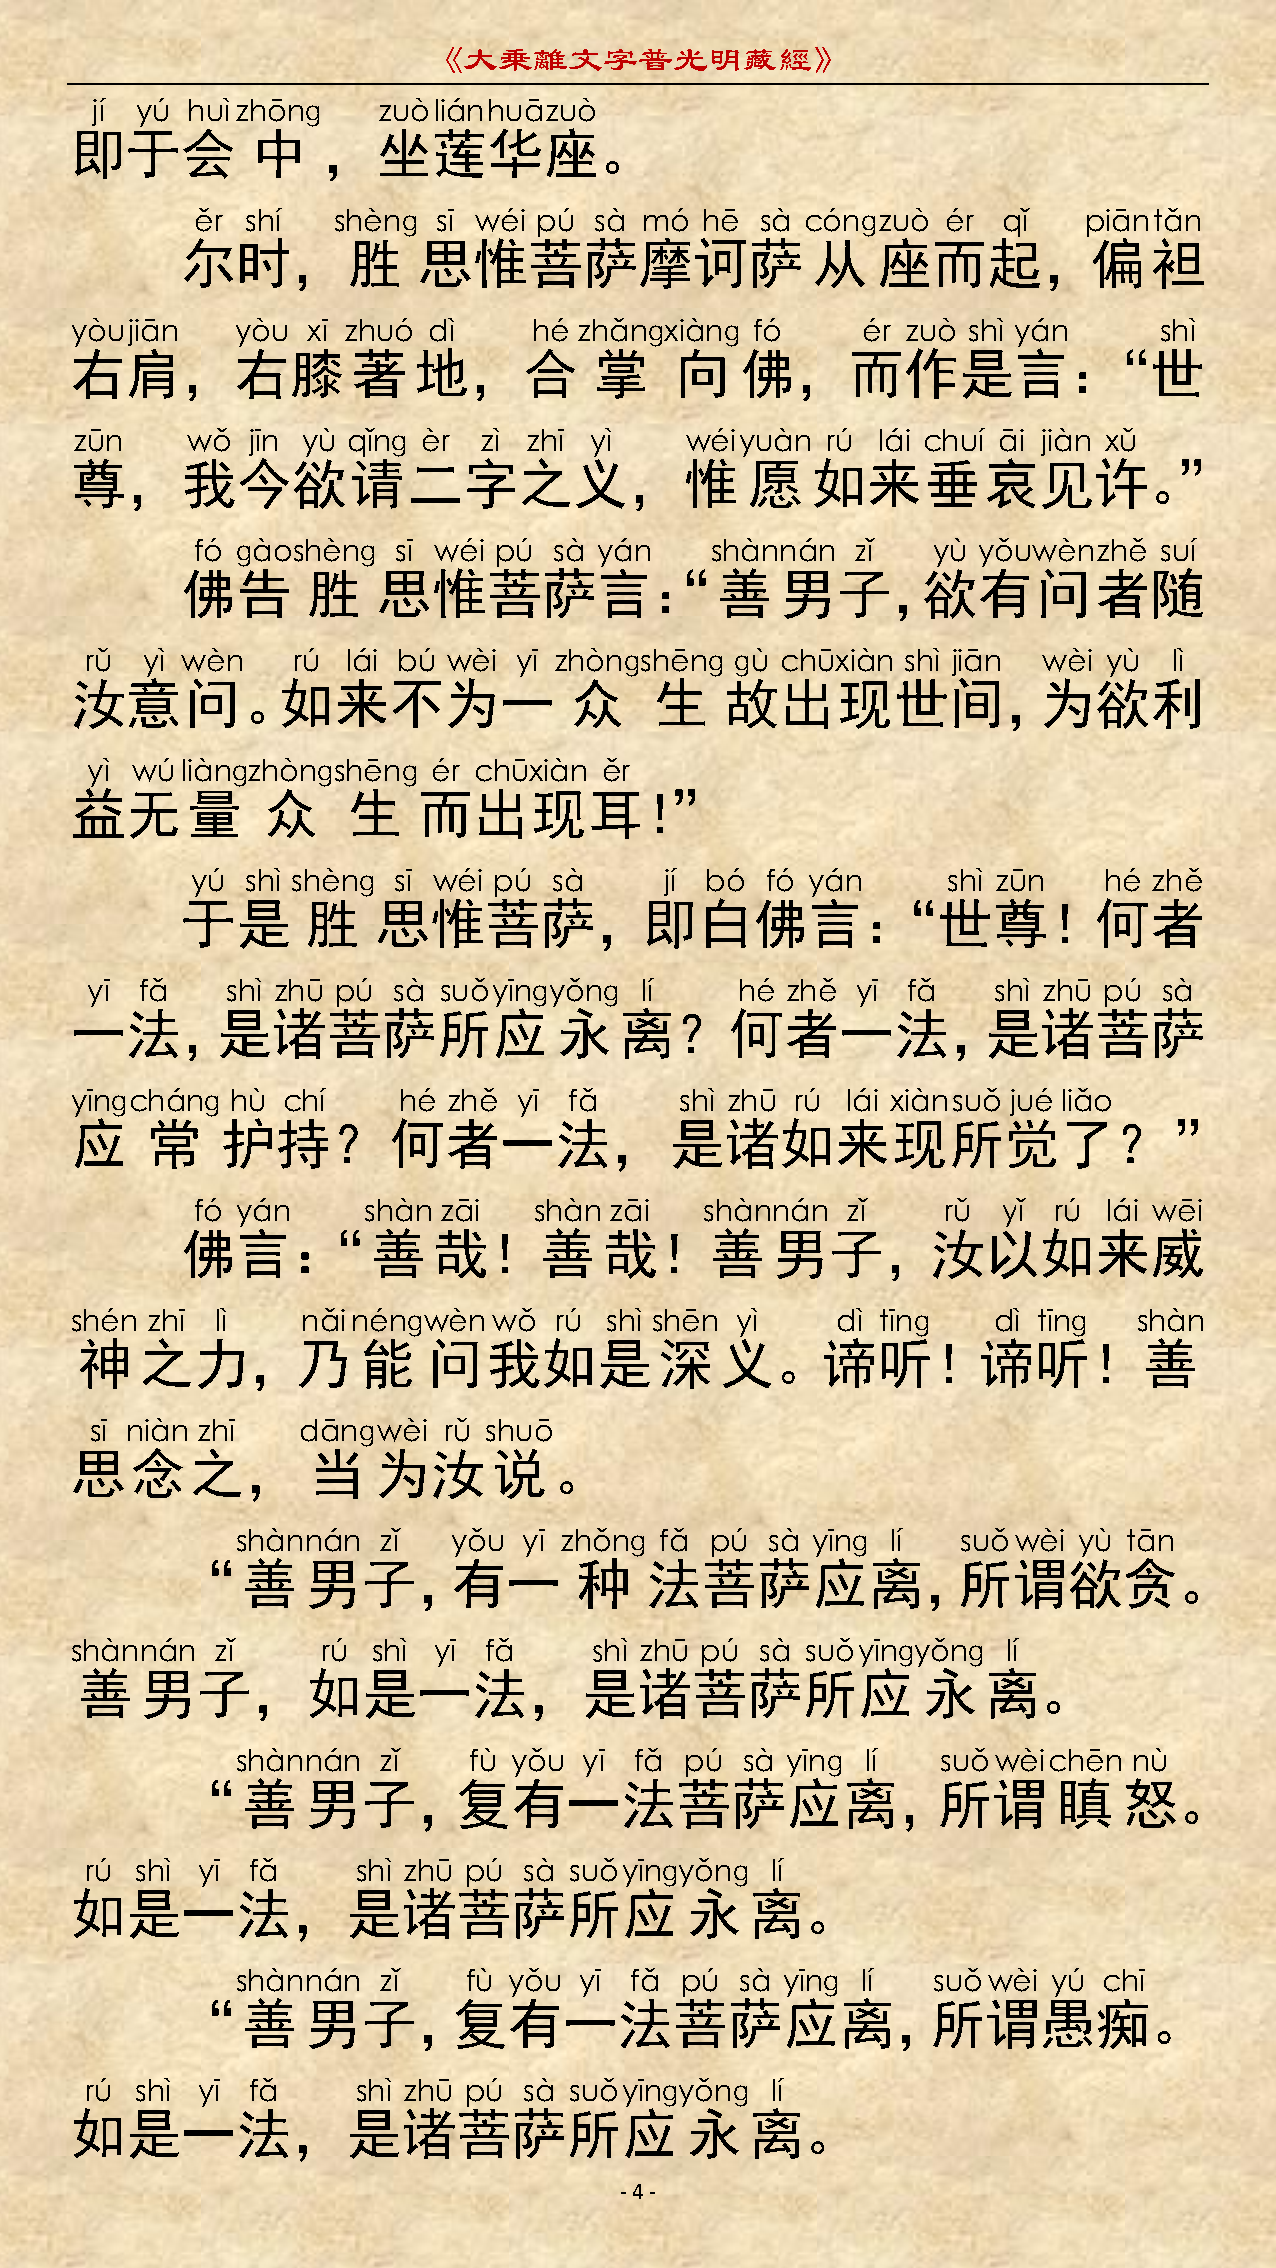 《大乘離文字普光明藏經》
jí yú huì zhōng zuò lián huā zuò
即于会中，坐莲华座。
ěr shí shèng sī wéi pú sà mó hē sà cóng zuò ér qǐ piān tǎn
尔时，胜思惟菩萨摩诃萨从座而起，偏袒
yòu jiān yòu xī zhuó dì hé zhǎng xiàng fó ér zuò shì yán shì
右肩，右膝著地，合掌向佛，而作是言：“世
zūn wǒ jīn yù qǐng èr zì zhī yì wéi yuàn rú lái chuí āi jiàn xǔ
尊，我今欲请二字之义，惟愿如来垂哀见许。”
fó gào shèng sī wéi pú sà yán shàn nán zǐ yù yǒu wèn zhě suí
佛告胜思惟菩萨言：“善男子，欲有问者随
rǔ yì wèn rú lái bú wèi yī zhòng shēng gù chū xiàn shì jiān wèi yù lì
汝意问。如来不为一众生故出现世间，为欲利
yì wú liàng zhòng shēng ér chū xiàn ěr
益无量众生而出现耳！”
yú shì shèng sī wéi pú sà jí bó fó yán shì zūn hé zhě
于是胜思惟菩萨，即白佛言：“世尊！何者
yī fǎ shì zhū pú sà suǒ yīng yǒng lí hé zhě yī fǎ shì zhū pú sà
一法，是诸菩萨所应永离？何者一法，是诸菩萨
yīng cháng hù chí hé zhě yī fǎ shì zhū rú lái xiàn suǒ jué liǎo
应常护持？何者一法，是诸如来现所觉了？”
fó yán shàn zāi shàn zāi shàn nán zǐ rǔ yǐ rú lái wēi
佛言：“善哉！善哉！善男子，汝以如来威
shén zhī lì nǎi néng wèn wǒ rú shì shēn yì dì tīng dì tīng shàn
神之力，乃能问我如是深义。谛听！谛听！善
sī niàn zhī dāng wèi rǔ shuō
思念之，当为汝说。
shàn nán zǐ yǒu yī zhǒng fǎ pú sà yīng lí suǒ wèi yù tān
“善男子，有一种法菩萨应离，所谓欲贪。
shàn nán zǐ rú shì yī fǎ shì zhū pú sà suǒ yīng yǒng lí
善男子，如是一法，是诸菩萨所应永离。
shàn nán zǐ fù yǒu yī fǎ pú sà yīng lí suǒ wèi chēn nù
“善男子，复有一法菩萨应离，所谓瞋怒。
rú shì yī fǎ shì zhū pú sà suǒ yīng yǒng lí
如是一法，是诸菩萨所应永离。
shàn nán zǐ fù yǒu yī fǎ pú sà yīng lí suǒ wèi yú chī
“善男子，复有一法菩萨应离，所谓愚痴。
rú shì yī fǎ shì zhū pú sà suǒ yīng yǒng lí
如是一法，是诸菩萨所应永离。
- 4 -